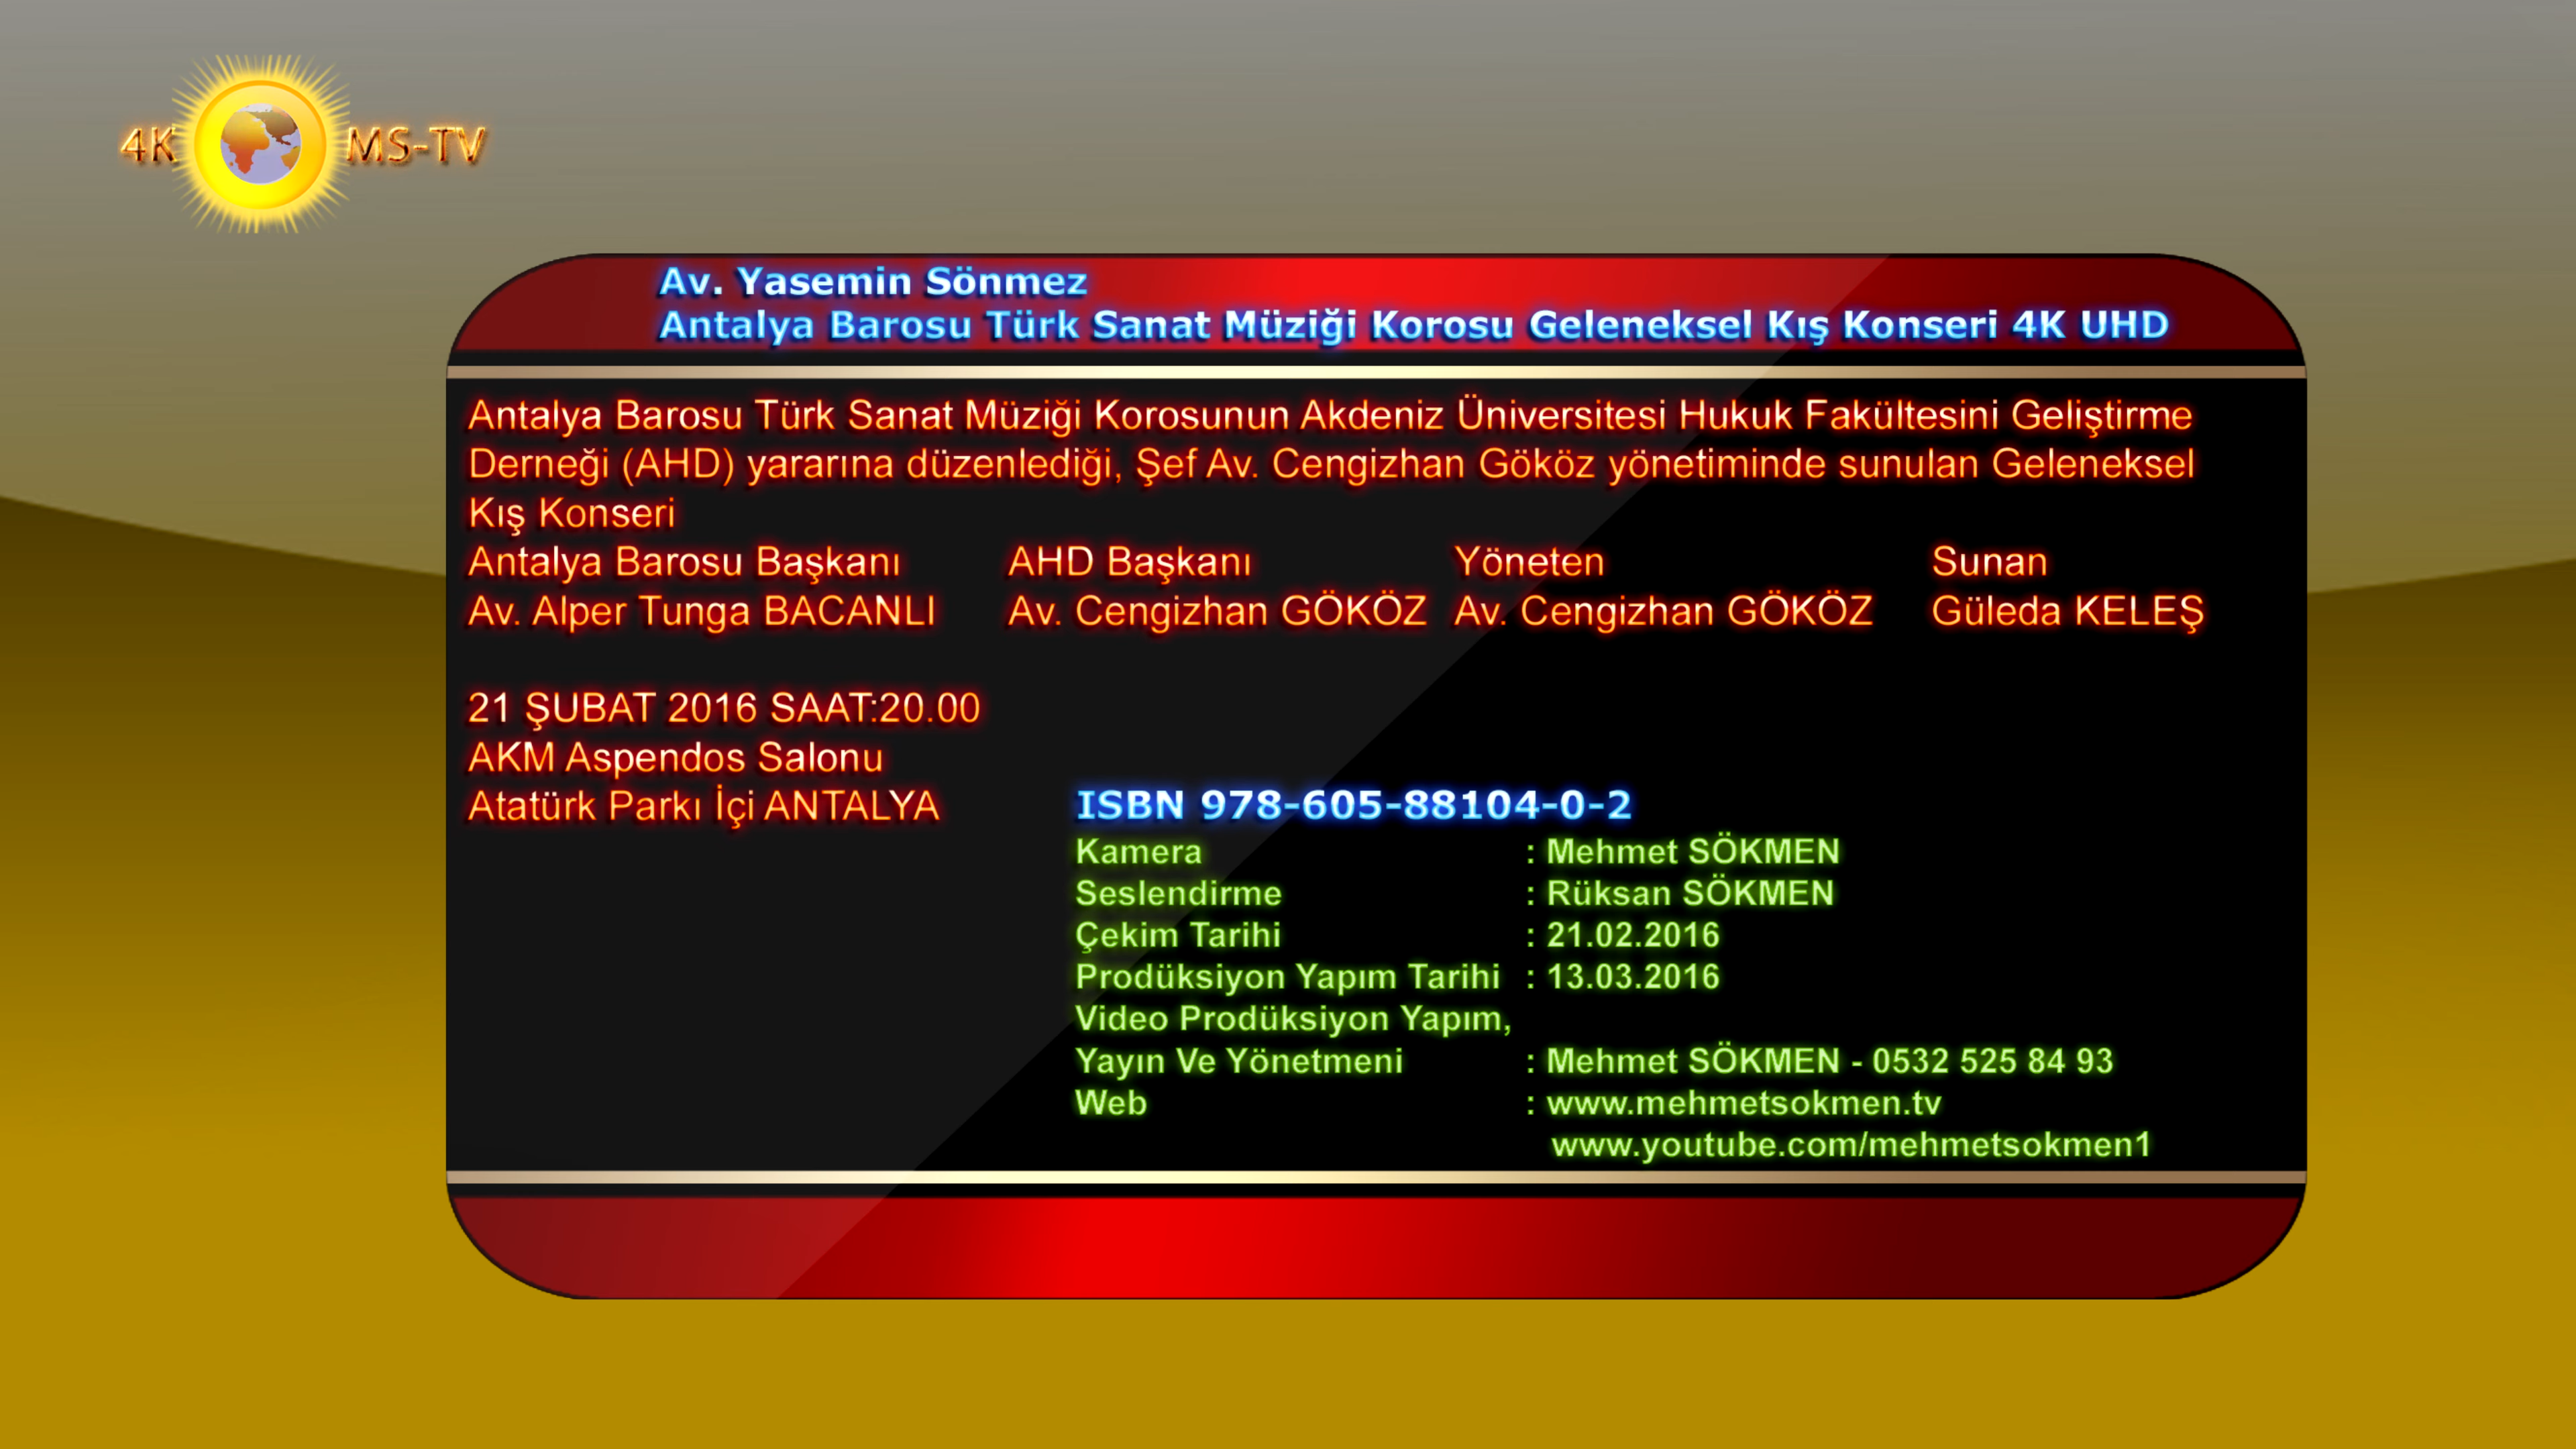 4K MS-TV
Av. Yasemin Sönmez
Antalya Barosu Türk Sanat Müziği Korosu Geleneksel Kış Konseri 4K UHD
Antalya Barosu Türk Sanat Müziği Korosunun Akdeniz Üniversitesi Hukuk Fakültesini Geliştirme
Derneği (AHD) yararına düzenlediği, Şef Av. Cengizhan Gököz yönetiminde sunulan Geleneksel
Kış Konseri
Antalya Barosu Başkanı AHD Başkanı Yöneten Sunan
Av. Alper Tunga BACANLI Av. Cengizhan GÖKÖZ Av. Cengizhan GÖKÖZ Güleda KELEŞ
21 ŞUBAT 2016 SAAT:20.00
AKM Aspendos Salonu
Atatürk Parkı İçi ANTALYA
ISBN 978-605-88104-0-2
Kamera : Mehmet SÖKMEN
Seslendirme : Rüksan SÖKMEN
Çekim Tarihi : 21.02.2016
Prodüksiyon Yapım Tarihi : 13.03.2016
Video Prodüksiyon Yapım,
Yayın Ve Yönetmeni : Mehmet SÖKMEN - 0532 525 84 93
Web : www.mehmetsokmen.tv
www.youtube.com/mehmetsokmen1